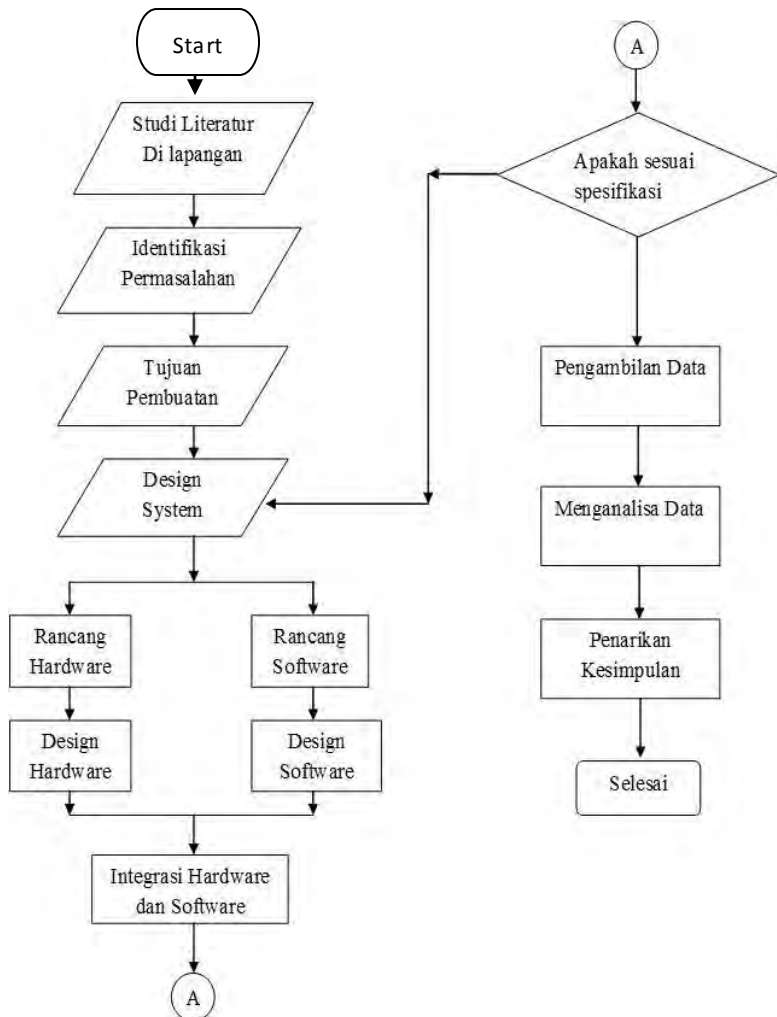 Start
Studi Literatur
Di lapangan
Identifikasi
Permasalahan
Tujuan
Pembuatan
Design
System
Rancang
Hardware
Rancang
Software
Design
Hardware
Design
Software
Integrasi Hardware
dan Software
A
A
Apakah sesuai
spesifikasi
Pengambilan Data
Menganalisa Data
Penarikan
Kesimpulan
Selesai